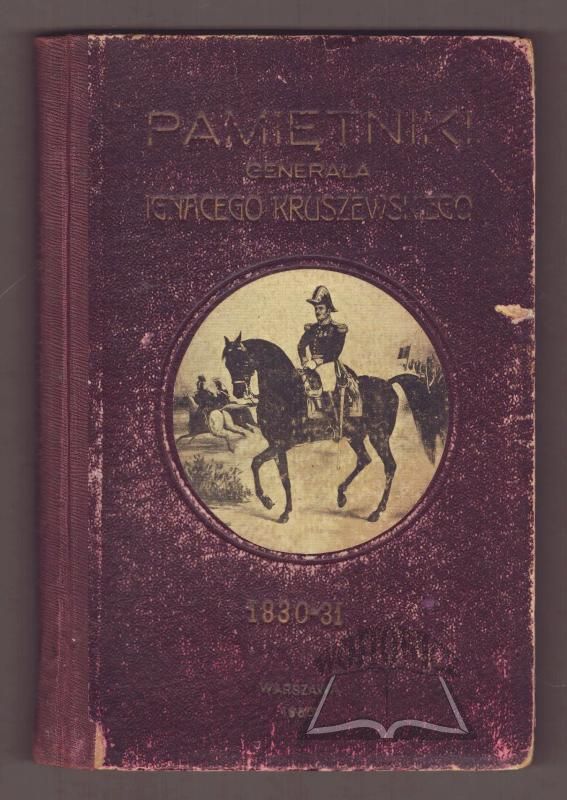 PAMIĘTNIKI
GENERAŁA
IGNACEGO KRUSZEWSKIEGO
1830-31
WARSZAWA